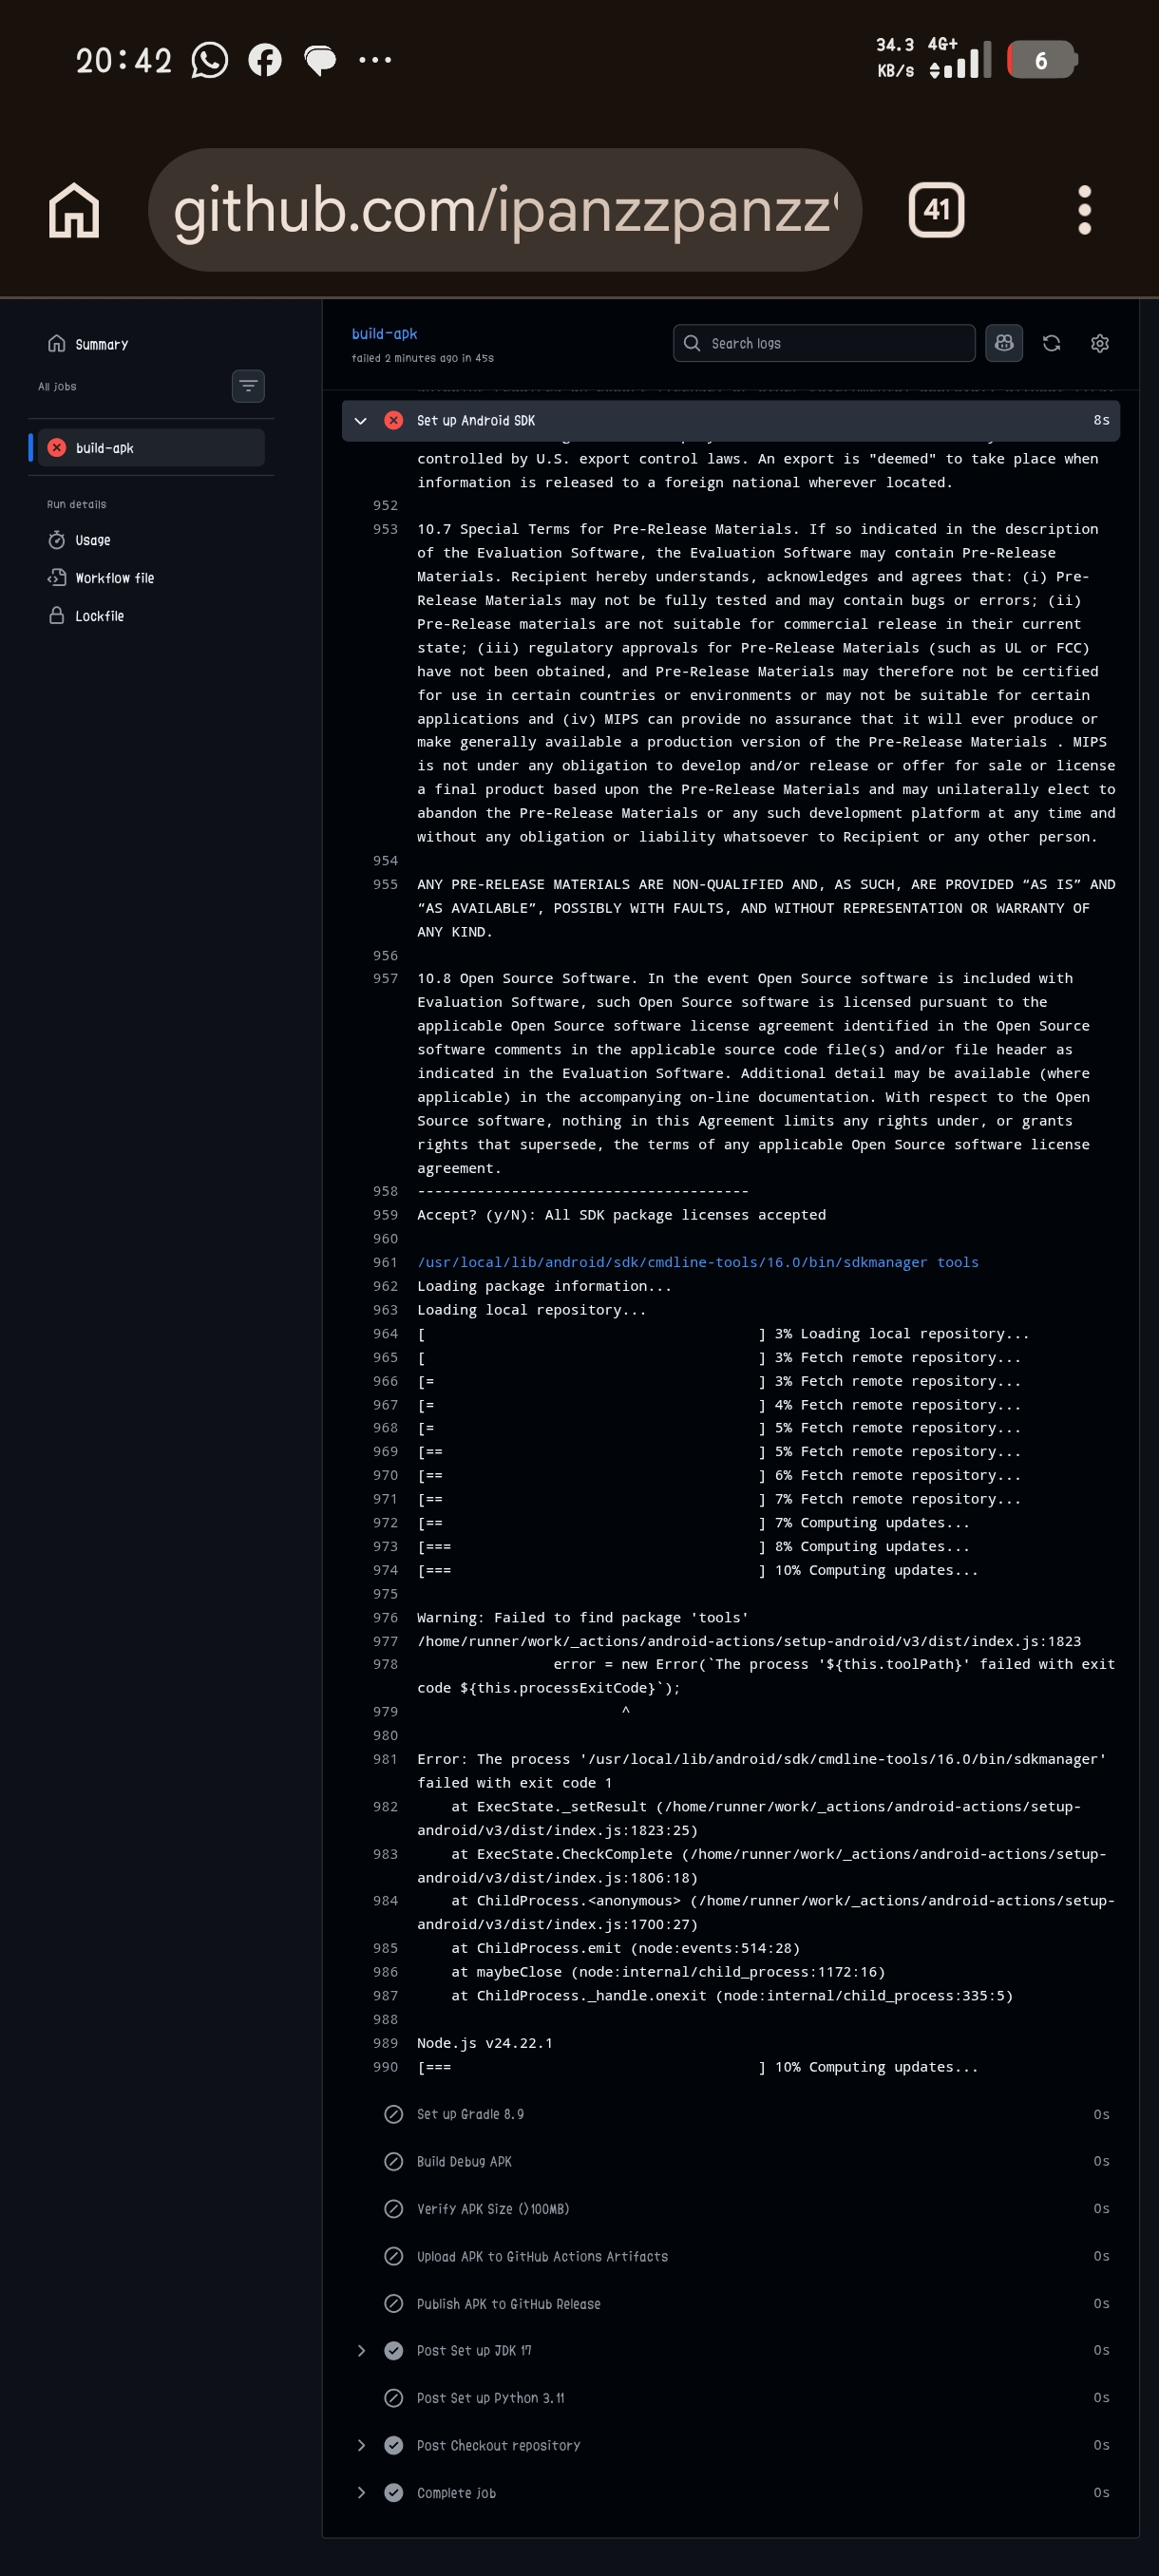 20:42
34.3 KB/s 4G+ 6
github.com/ipanzzpanzz
41
Summary
All jobs
build-apk
Run details
Usage
Workflow file
Lockfile
build-apk
failed 2 minutes ago in 45s
Search logs
Set up Android SDK 8s
controlled by U.S. export control laws. An export is "deemed" to take place when
information is released to a foreign national wherever located.
952
953 10.7 Special Terms for Pre-Release Materials. If so indicated in the description
of the Evaluation Software, the Evaluation Software may contain Pre-Release
Materials. Recipient hereby understands, acknowledges and agrees that: (i) Pre-
Release Materials may not be fully tested and may contain bugs or errors; (ii)
Pre-Release materials are not suitable for commercial release in their current
state; (iii) regulatory approvals for Pre-Release Materials (such as UL or FCC)
have not been obtained, and Pre-Release Materials may therefore not be certified
for use in certain countries or environments or may not be suitable for certain
applications and (iv) MIPS can provide no assurance that it will ever produce or
make generally available a production version of the Pre-Release Materials . MIPS
is not under any obligation to develop and/or release or offer for sale or license
a final product based upon the Pre-Release Materials and may unilaterally elect to
abandon the Pre-Release Materials or any such development platform at any time and
without any obligation or liability whatsoever to Recipient or any other person.
954
955 ANY PRE-RELEASE MATERIALS ARE NON-QUALIFIED AND, AS SUCH, ARE PROVIDED “AS IS” AND
“AS AVAILABLE”, POSSIBLY WITH FAULTS, AND WITHOUT REPRESENTATION OR WARRANTY OF
ANY KIND.
956
957 10.8 Open Source Software. In the event Open Source software is included with
Evaluation Software, such Open Source software is licensed pursuant to the
applicable Open Source software license agreement identified in the Open Source
software comments in the applicable source code file(s) and/or file header as
indicated in the Evaluation Software. Additional detail may be available (where
applicable) in the accompanying on-line documentation. With respect to the Open
Source software, nothing in this Agreement limits any rights under, or grants
rights that supersede, the terms of any applicable Open Source software license
agreement.
958 ---------------------------------------
959 Accept? (y/N): All SDK package licenses accepted
960
961 /usr/local/lib/android/sdk/cmdline-tools/16.0/bin/sdkmanager tools
962 Loading package information...
963 Loading local repository...
964 [                                       ] 3% Loading local repository...
965 [                                       ] 3% Fetch remote repository...
966 [=                                      ] 3% Fetch remote repository...
967 [=                                      ] 4% Fetch remote repository...
968 [=                                      ] 5% Fetch remote repository...
969 [==                                     ] 5% Fetch remote repository...
970 [==                                     ] 6% Fetch remote repository...
971 [==                                     ] 7% Fetch remote repository...
972 [==                                     ] 7% Computing updates...
973 [===                                    ] 8% Computing updates...
974 [===                                    ] 10% Computing updates...
975
976 Warning: Failed to find package 'tools'
977 /home/runner/work/_actions/android-actions/setup-android/v3/dist/index.js:1823
978 error = new Error(`The process '${this.toolPath}' failed with exit
code ${this.processExitCode}`);
979 ^
980
981 Error: The process '/usr/local/lib/android/sdk/cmdline-tools/16.0/bin/sdkmanager'
failed with exit code 1
982 at ExecState._setResult (/home/runner/work/_actions/android-actions/setup-
android/v3/dist/index.js:1823:25)
983 at ExecState.CheckComplete (/home/runner/work/_actions/android-actions/setup-
android/v3/dist/index.js:1806:18)
984 at ChildProcess.<anonymous> (/home/runner/work/_actions/android-actions/setup-
android/v3/dist/index.js:1700:27)
985 at ChildProcess.emit (node:events:514:28)
986 at maybeClose (node:internal/child_process:1172:16)
987 at ChildProcess._handle.onexit (node:internal/child_process:335:5)
988
989 Node.js v24.22.1
990 [===                                    ] 10% Computing updates...
Set up Gradle 8.9 0s
Build Debug APK 0s
Verify APK Size (>100MB) 0s
Upload APK to GitHub Actions Artifacts 0s
Publish APK to GitHub Release 0s
Post Set up JDK 17 0s
Post Set up Python 3.11 0s
Post Checkout repository 0s
Complete job 0s